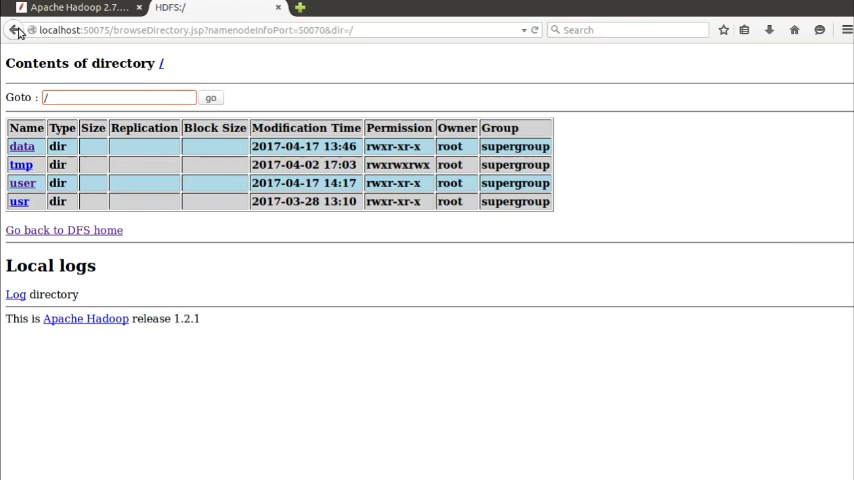 Apache Hadoop 2.7.... ×
HDFS:/ ×
localhost:50075/browseDirectory.jsp?namenodeInfoPort=50070&dir=/
Search
Contents of directory /
Goto : / go
Name Type Size Replication Block Size Modification Time Permission Owner Group
data dir 2017-04-17 13:46 rwxr-xr-x root supergroup
tmp dir 2017-04-02 17:03 rwxrwxrwx root supergroup
user dir 2017-04-17 14:17 rwxr-xr-x root supergroup
usr dir 2017-03-28 13:10 rwxr-xr-x root supergroup
Go back to DFS home
Local logs
Log directory
This is Apache Hadoop release 1.2.1